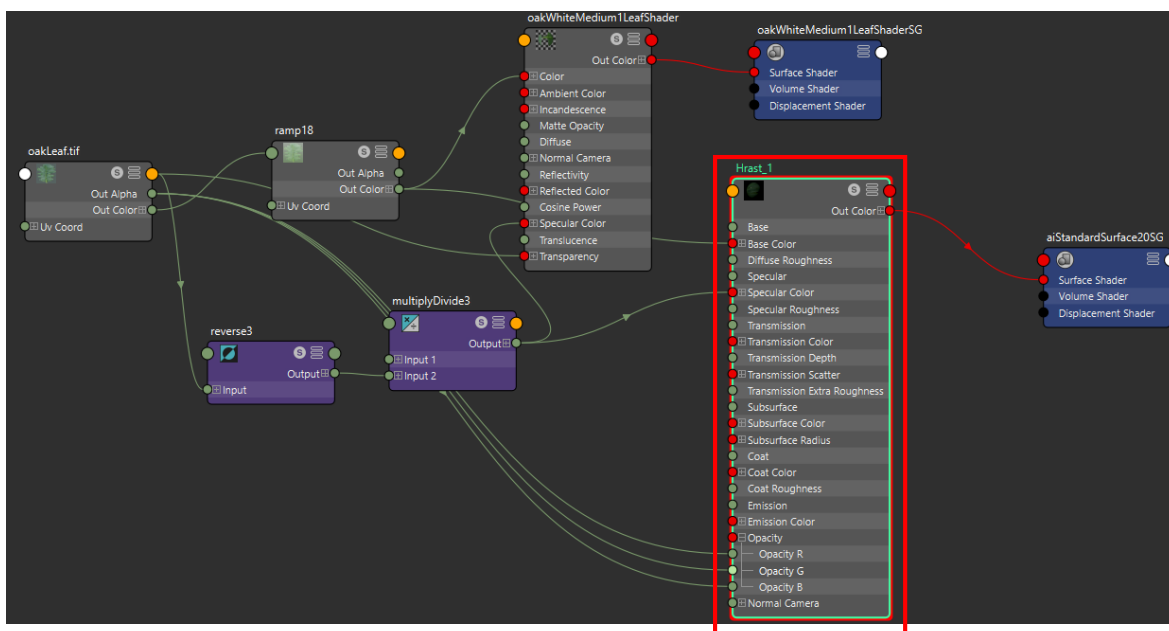 oakLeaf.tif
Out Alpha
Out Color
Uv Coord
ramp18
Out Alpha
Out Color
Uv Coord
reverse3
Output
Input
multiplyDivide3
Output
Input 1
Input 2
oakWhiteMedium1LeafShader
Out Color
Color
Ambient Color
Incandescence
Matte Opacity
Diffuse
Normal Camera
Reflectivity
Reflected Color
Cosine Power
Specular Color
Translucence
Transparency
oakWhiteMedium1LeafShaderSG
Surface Shader
Volume Shader
Displacement Shader
Hrast_1
Out Color
Base
Base Color
Diffuse Roughness
Specular
Specular Color
Specular Roughness
Transmission
Transmission Color
Transmission Depth
Transmission Scatter
Transmission Extra Roughness
Subsurface
Subsurface Color
Subsurface Radius
Coat
Coat Color
Coat Roughness
Emission
Emission Color
Opacity
Opacity R
Opacity G
Opacity B
Normal Camera
aiStandardSurface20SG
Surface Shader
Volume Shader
Displacement Shader